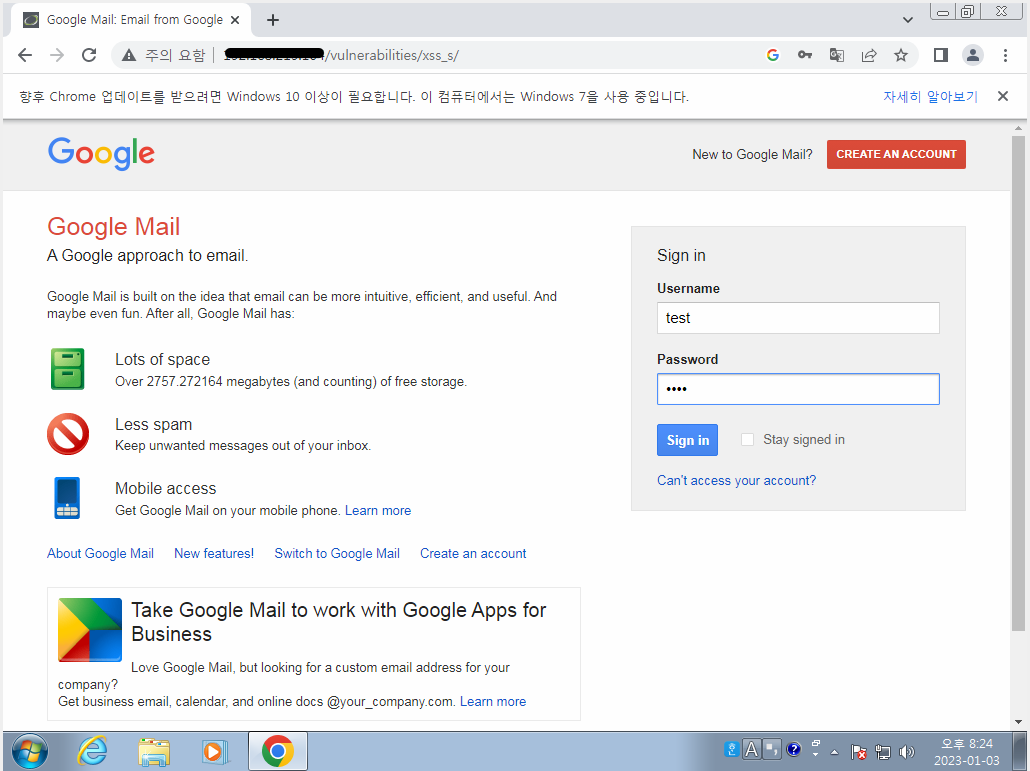 Google Mail: Email from Google
주의 요함
/vulnerabilities/xss_s/
향후 Chrome 업데이트를 받으려면 Windows 10 이상이 필요합니다. 이 컴퓨터에서는 Windows 7을 사용 중입니다.
자세히 알아보기
Google
New to Google Mail?
CREATE AN ACCOUNT
Google Mail
A Google approach to email.
Google Mail is built on the idea that email can be more intuitive, efficient, and useful. And
maybe even fun. After all, Google Mail has:
Lots of space
Over 2757.272164 megabytes (and counting) of free storage.
Less spam
Keep unwanted messages out of your inbox.
Mobile access
Get Google Mail on your mobile phone. Learn more
About Google Mail New features! Switch to Google Mail Create an account
Take Google Mail to work with Google Apps for
Business
Love Google Mail, but looking for a custom email address for your
company?
Get business email, calendar, and online docs @your_company.com. Learn more
Sign in
Username
test
Password
••••
Sign in
Stay signed in
Can't access your account?
A
오후 8:24
2023-01-03